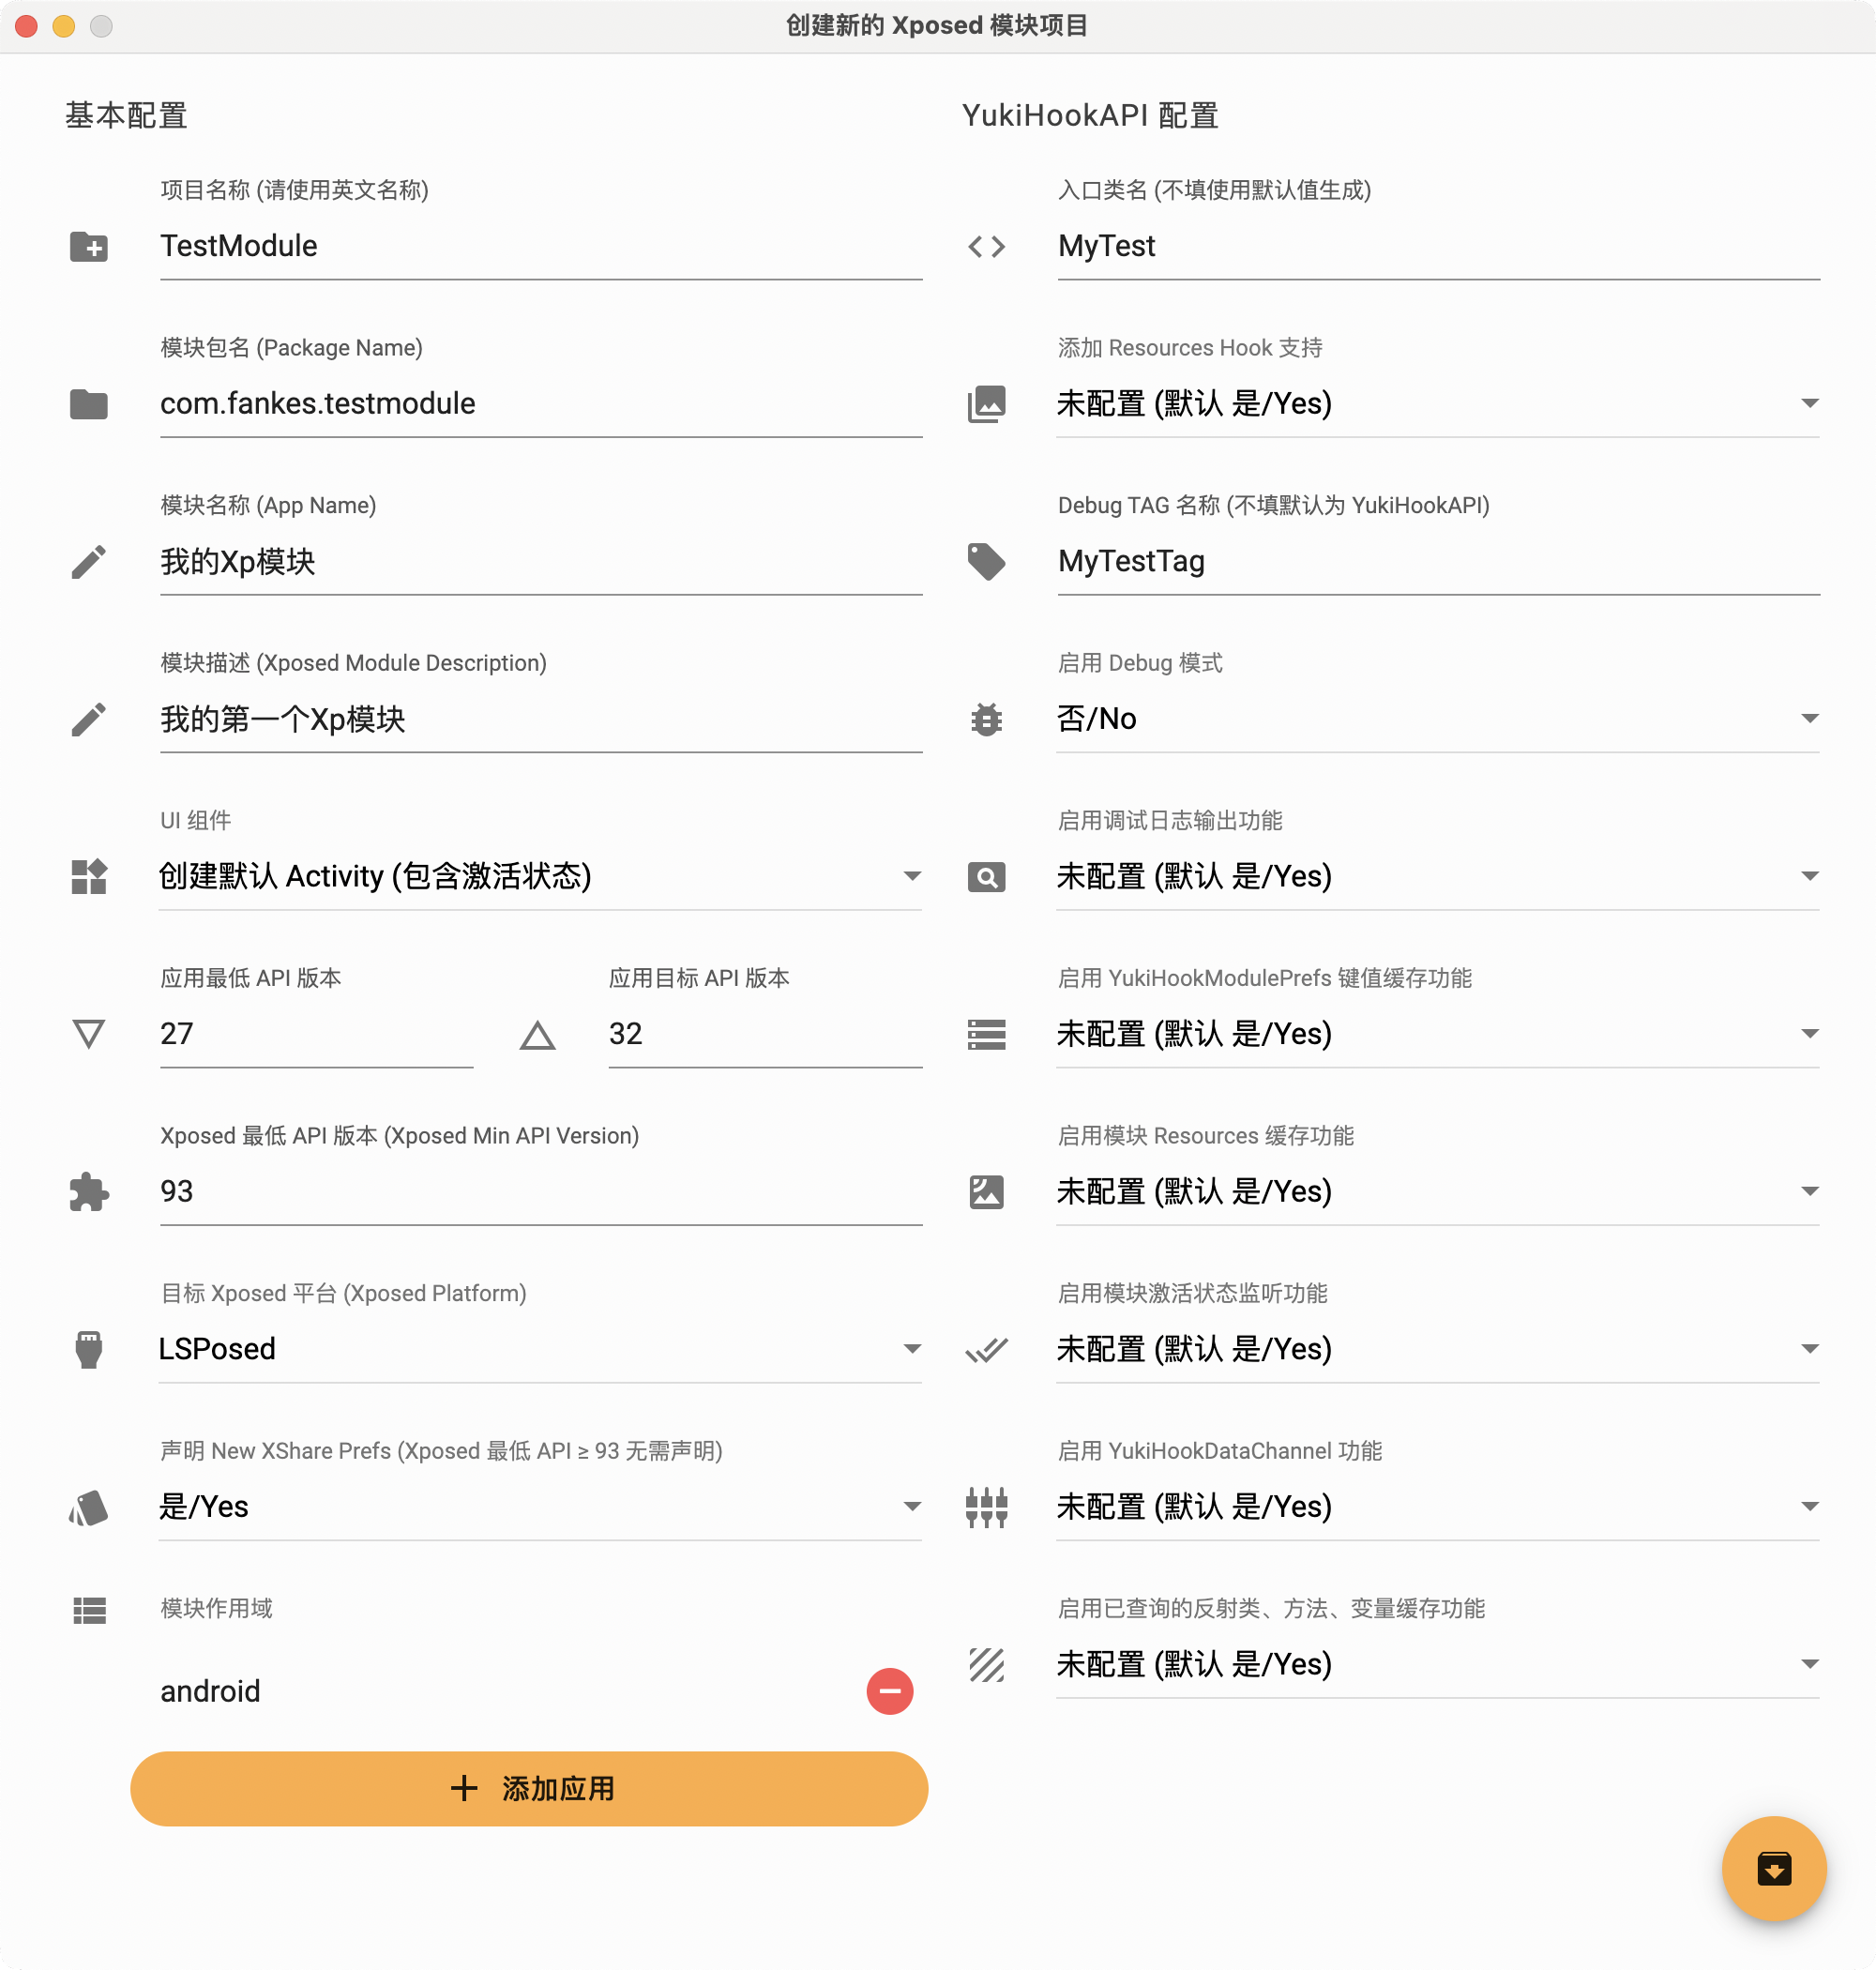 创建新的 Xposed 模块项目
基本配置
项目名称 (请使用英文名称)
TestModule
模块包名 (Package Name)
com.fankes.testmodule
模块名称 (App Name)
我的Xp模块
模块描述 (Xposed Module Description)
我的第一个Xp模块
UI 组件
创建默认 Activity (包含激活状态)
应用最低 API 版本
27
应用目标 API 版本
32
Xposed 最低 API 版本 (Xposed Min API Version)
93
目标 Xposed 平台 (Xposed Platform)
LSPosed
声明 New XShare Prefs (Xposed 最低 API ≥ 93 无需声明)
是/Yes
模块作用域
android
添加应用
YukiHookAPI 配置
入口类名 (不填使用默认值生成)
MyTest
添加 Resources Hook 支持
未配置 (默认 是/Yes)
Debug TAG 名称 (不填默认为 YukiHookAPI)
MyTestTag
启用 Debug 模式
否/No
启用调试日志输出功能
未配置 (默认 是/Yes)
启用 YukiHookModulePrefs 键值缓存功能
未配置 (默认 是/Yes)
启用模块 Resources 缓存功能
未配置 (默认 是/Yes)
启用模块激活状态监听功能
未配置 (默认 是/Yes)
启用 YukiHookDataChannel 功能
未配置 (默认 是/Yes)
启用已查询的反射类、方法、变量缓存功能
未配置 (默认 是/Yes)